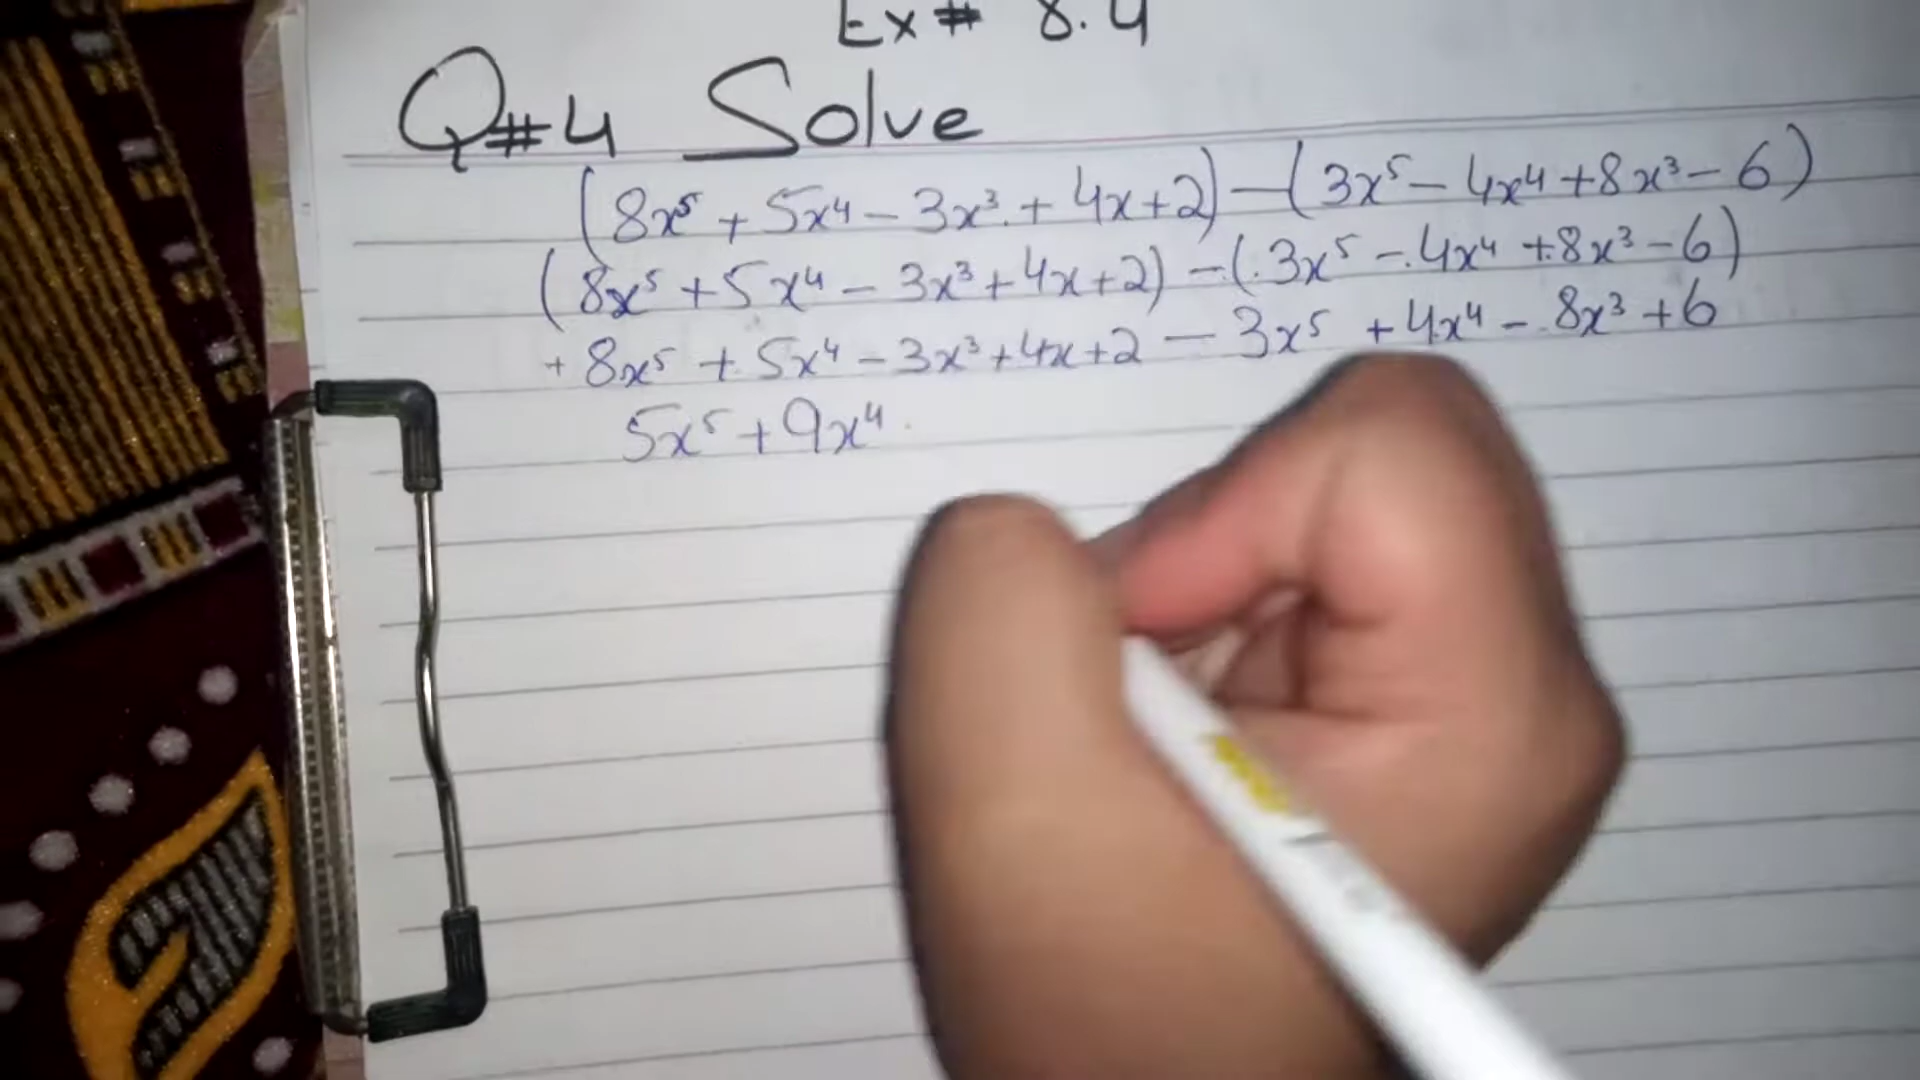 Ex # 8.4
Q#4 Solve
(8x⁵ + 5x⁴ - 3x³ + 4x + 2) - (3x⁵ - 4x⁴ + 8x³ - 6)
(8x⁵ + 5x⁴ - 3x³ + 4x + 2) - (3x⁵ - 4x⁴ + 8x³ - 6)
+ 8x⁵ + 5x⁴ - 3x³ + 4x + 2 - 3x⁵ + 4x⁴ - 8x³ + 6
5x⁵ + 9x⁴